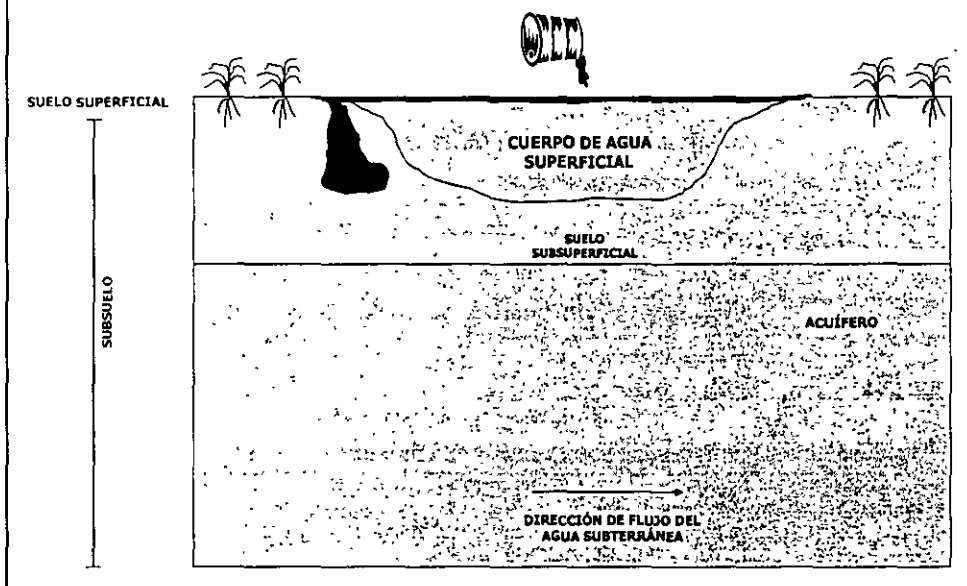 SUELO SUPERFICIAL
CUERPO DE AGUA
SUPERFICIAL
SUELO
SUBSUPERFICIAL
SUBSUELO
ACUÍFERO
DIRECCIÓN DE FLUJO DEL
AGUA SUBTERRÁNEA